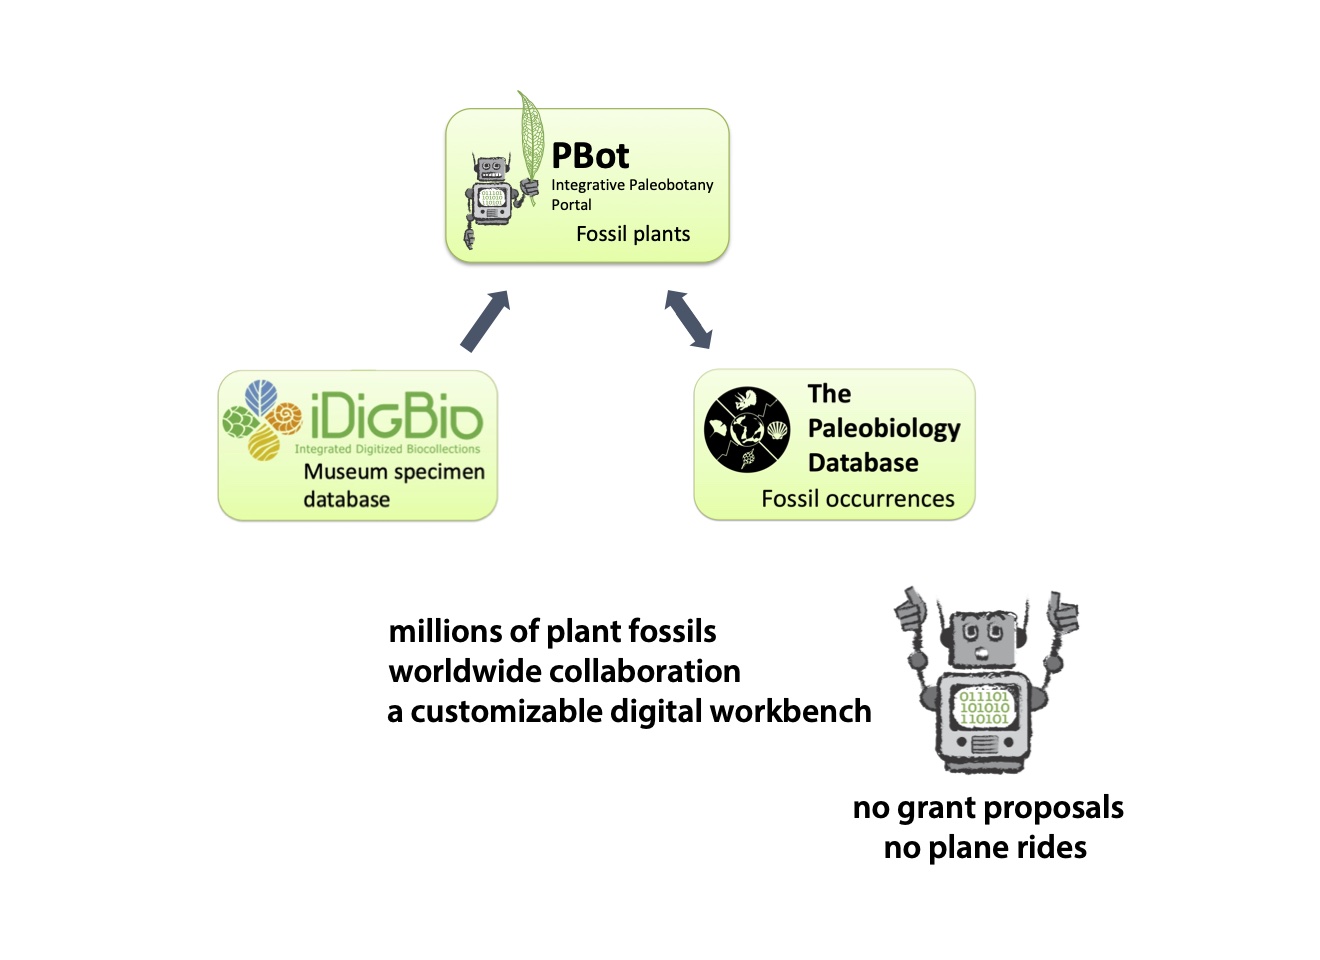 PBot
Integrative Paleobotany
Portal
Fossil plants
011101
101010
110101
iDigBio
Integrated Digitized Biocollections
Museum specimen
database
The
Paleobiology
Database
Fossil occurrences
millions of plant fossils
worldwide collaboration
a customizable digital workbench
011101
101010
110101
no grant proposals
no plane rides